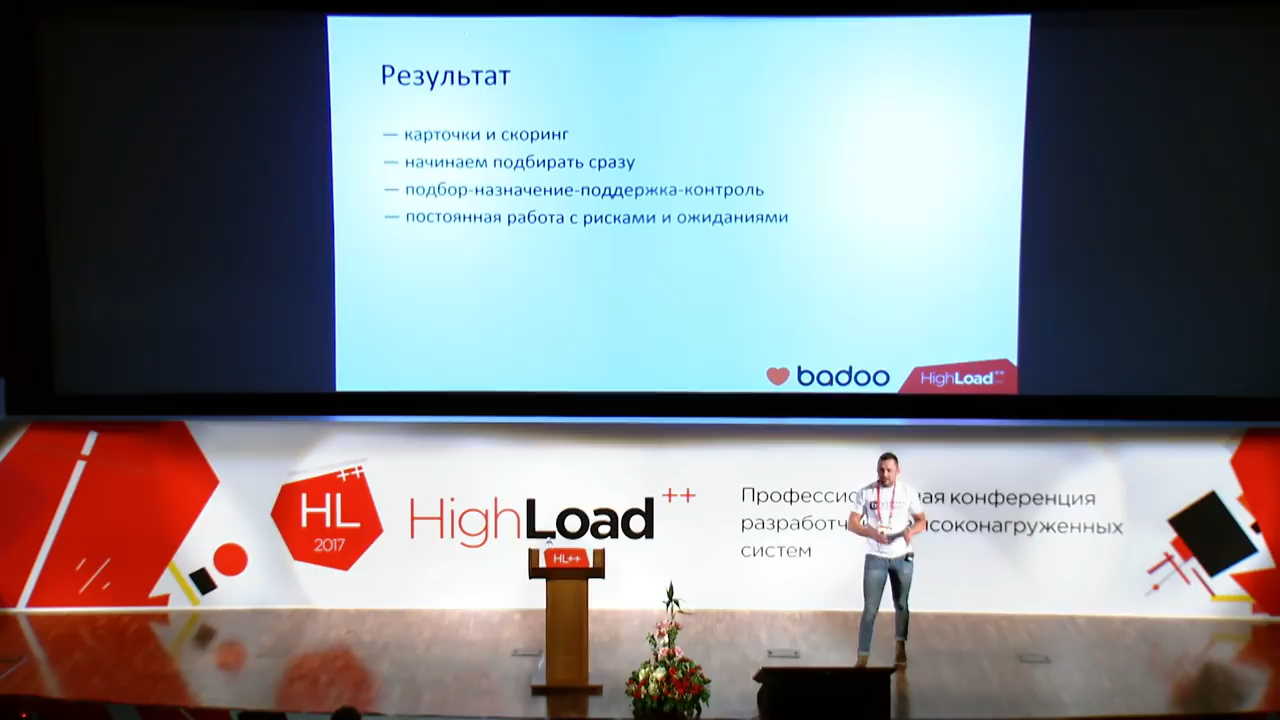 Результат
— карточки и скоринг
— начинаем подбирать сразу
— подбор-назначение-поддержка-контроль
— постоянная работа с рисками и ожиданиями
badoo
HighLoad++
HL++
2017
HighLoad++
конференция
разработч
систем
HL++